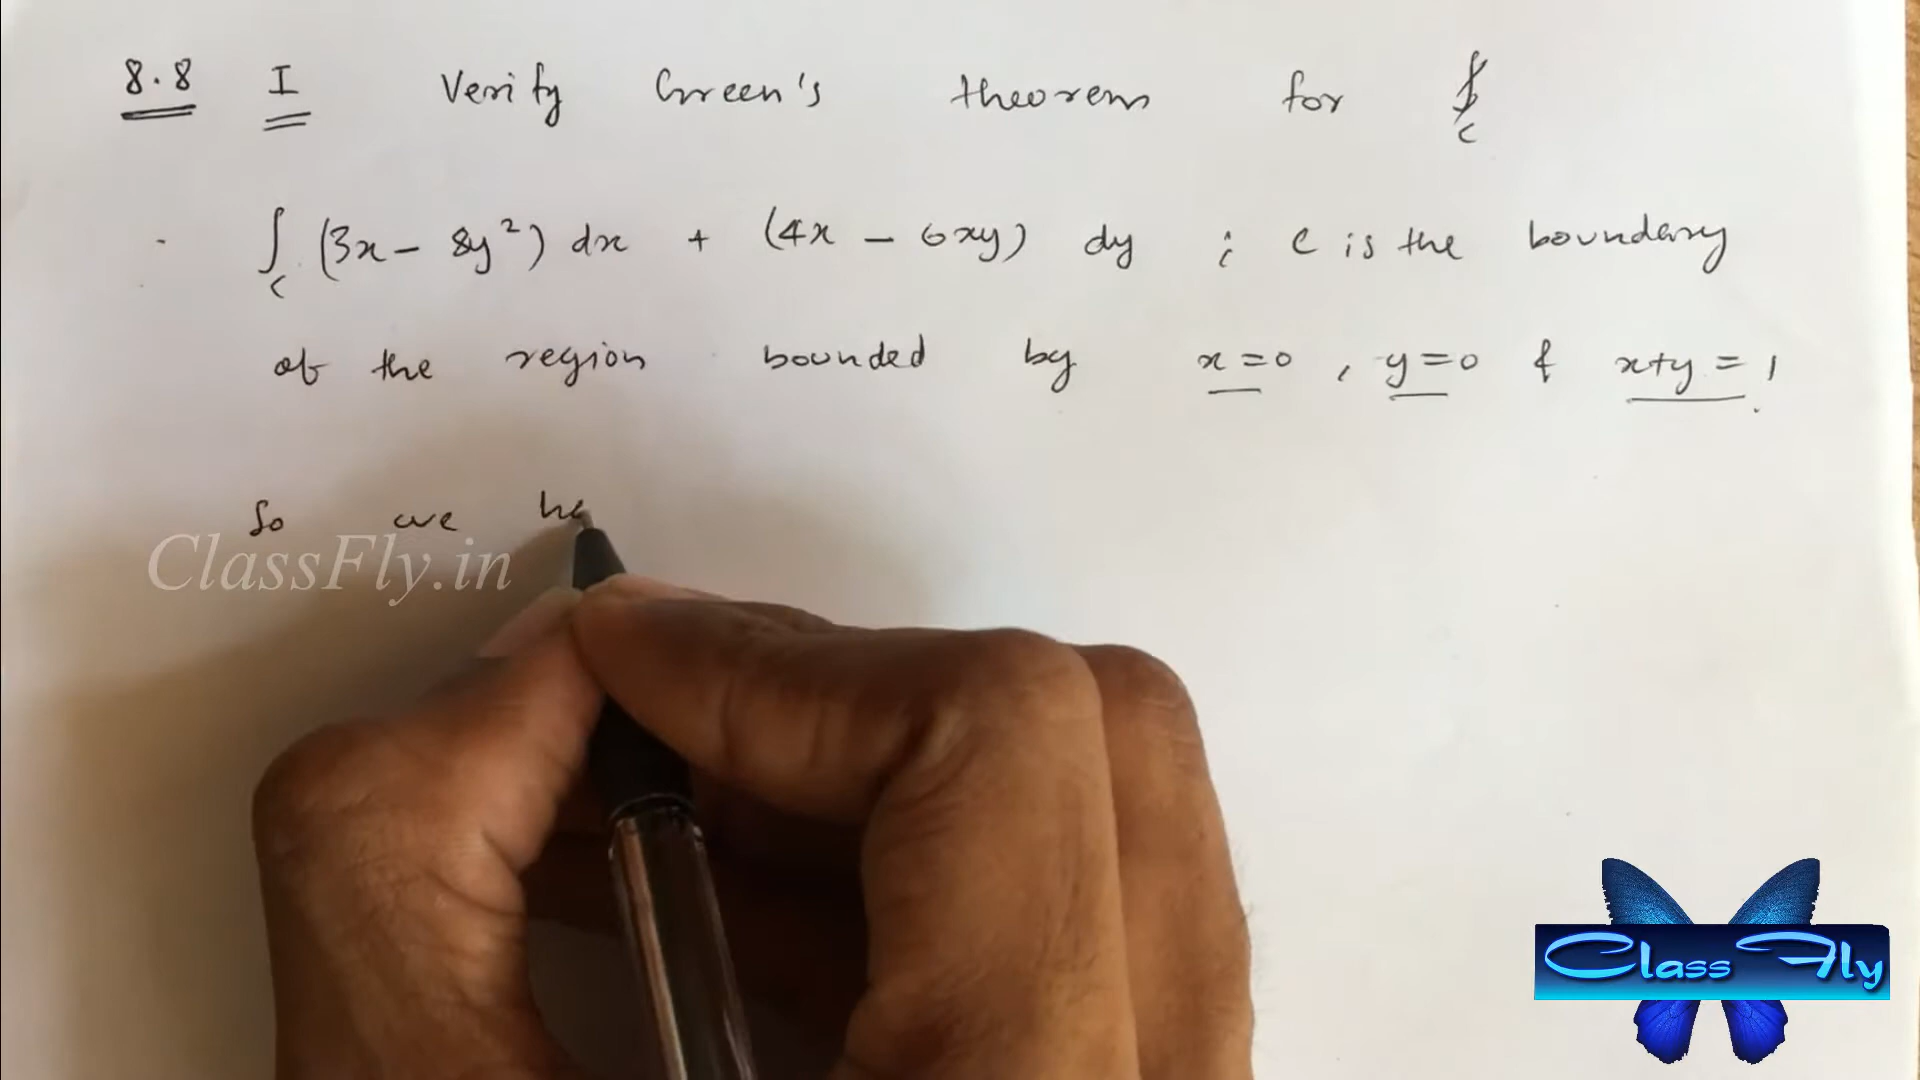 8.8 I Verify Green's theorem for ∮c
∫c (3x - 8y²) dx + (4x - 6xy) dy ; C is the boundary
of the region bounded by x=0, y=0 & x+y=1.
So we ha
ClassFly.in
Class Fly